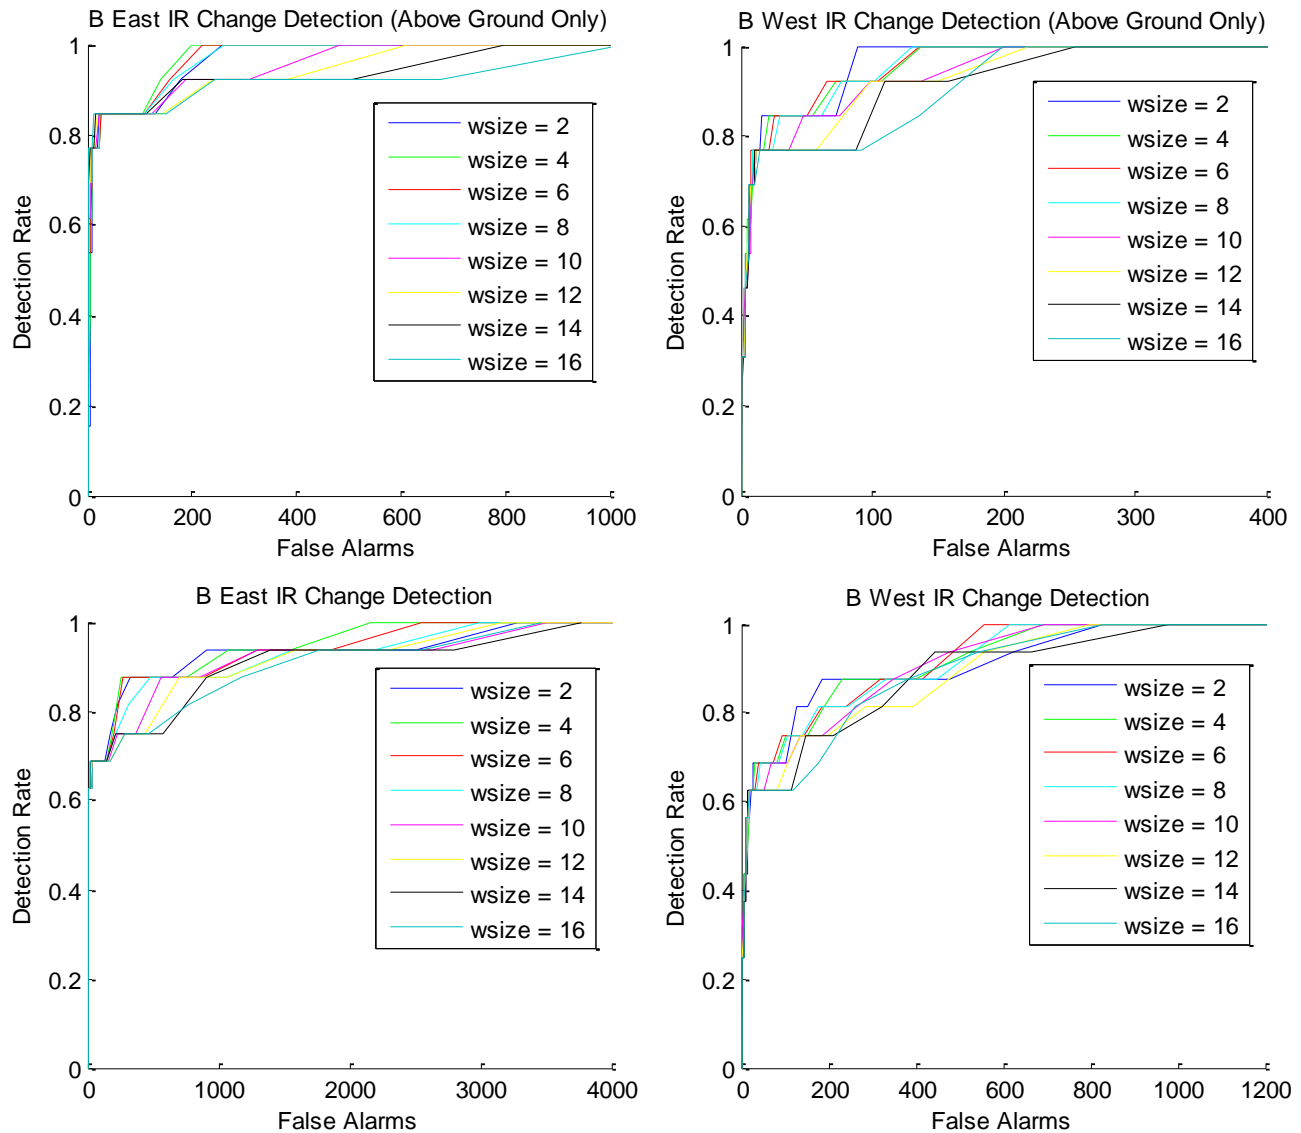 B East IR Change Detection (Above Ground Only)
1
0.8
0.6
0.4
0.2
0
Detection Rate
0
200
400
600
800
1000
False Alarms
wsize = 2
wsize = 4
wsize = 6
wsize = 8
wsize = 10
wsize = 12
wsize = 14
wsize = 16
B West IR Change Detection (Above Ground Only)
1
0.8
0.6
0.4
0.2
0
Detection Rate
0
100
200
300
400
False Alarms
wsize = 2
wsize = 4
wsize = 6
wsize = 8
wsize = 10
wsize = 12
wsize = 14
wsize = 16
B East IR Change Detection
1
0.8
0.6
0.4
0.2
0
Detection Rate
0
1000
2000
3000
4000
False Alarms
wsize = 2
wsize = 4
wsize = 6
wsize = 8
wsize = 10
wsize = 12
wsize = 14
wsize = 16
B West IR Change Detection
1
0.8
0.6
0.4
0.2
0
Detection Rate
0
200
400
600
800
1000
1200
False Alarms
wsize = 2
wsize = 4
wsize = 6
wsize = 8
wsize = 10
wsize = 12
wsize = 14
wsize = 16